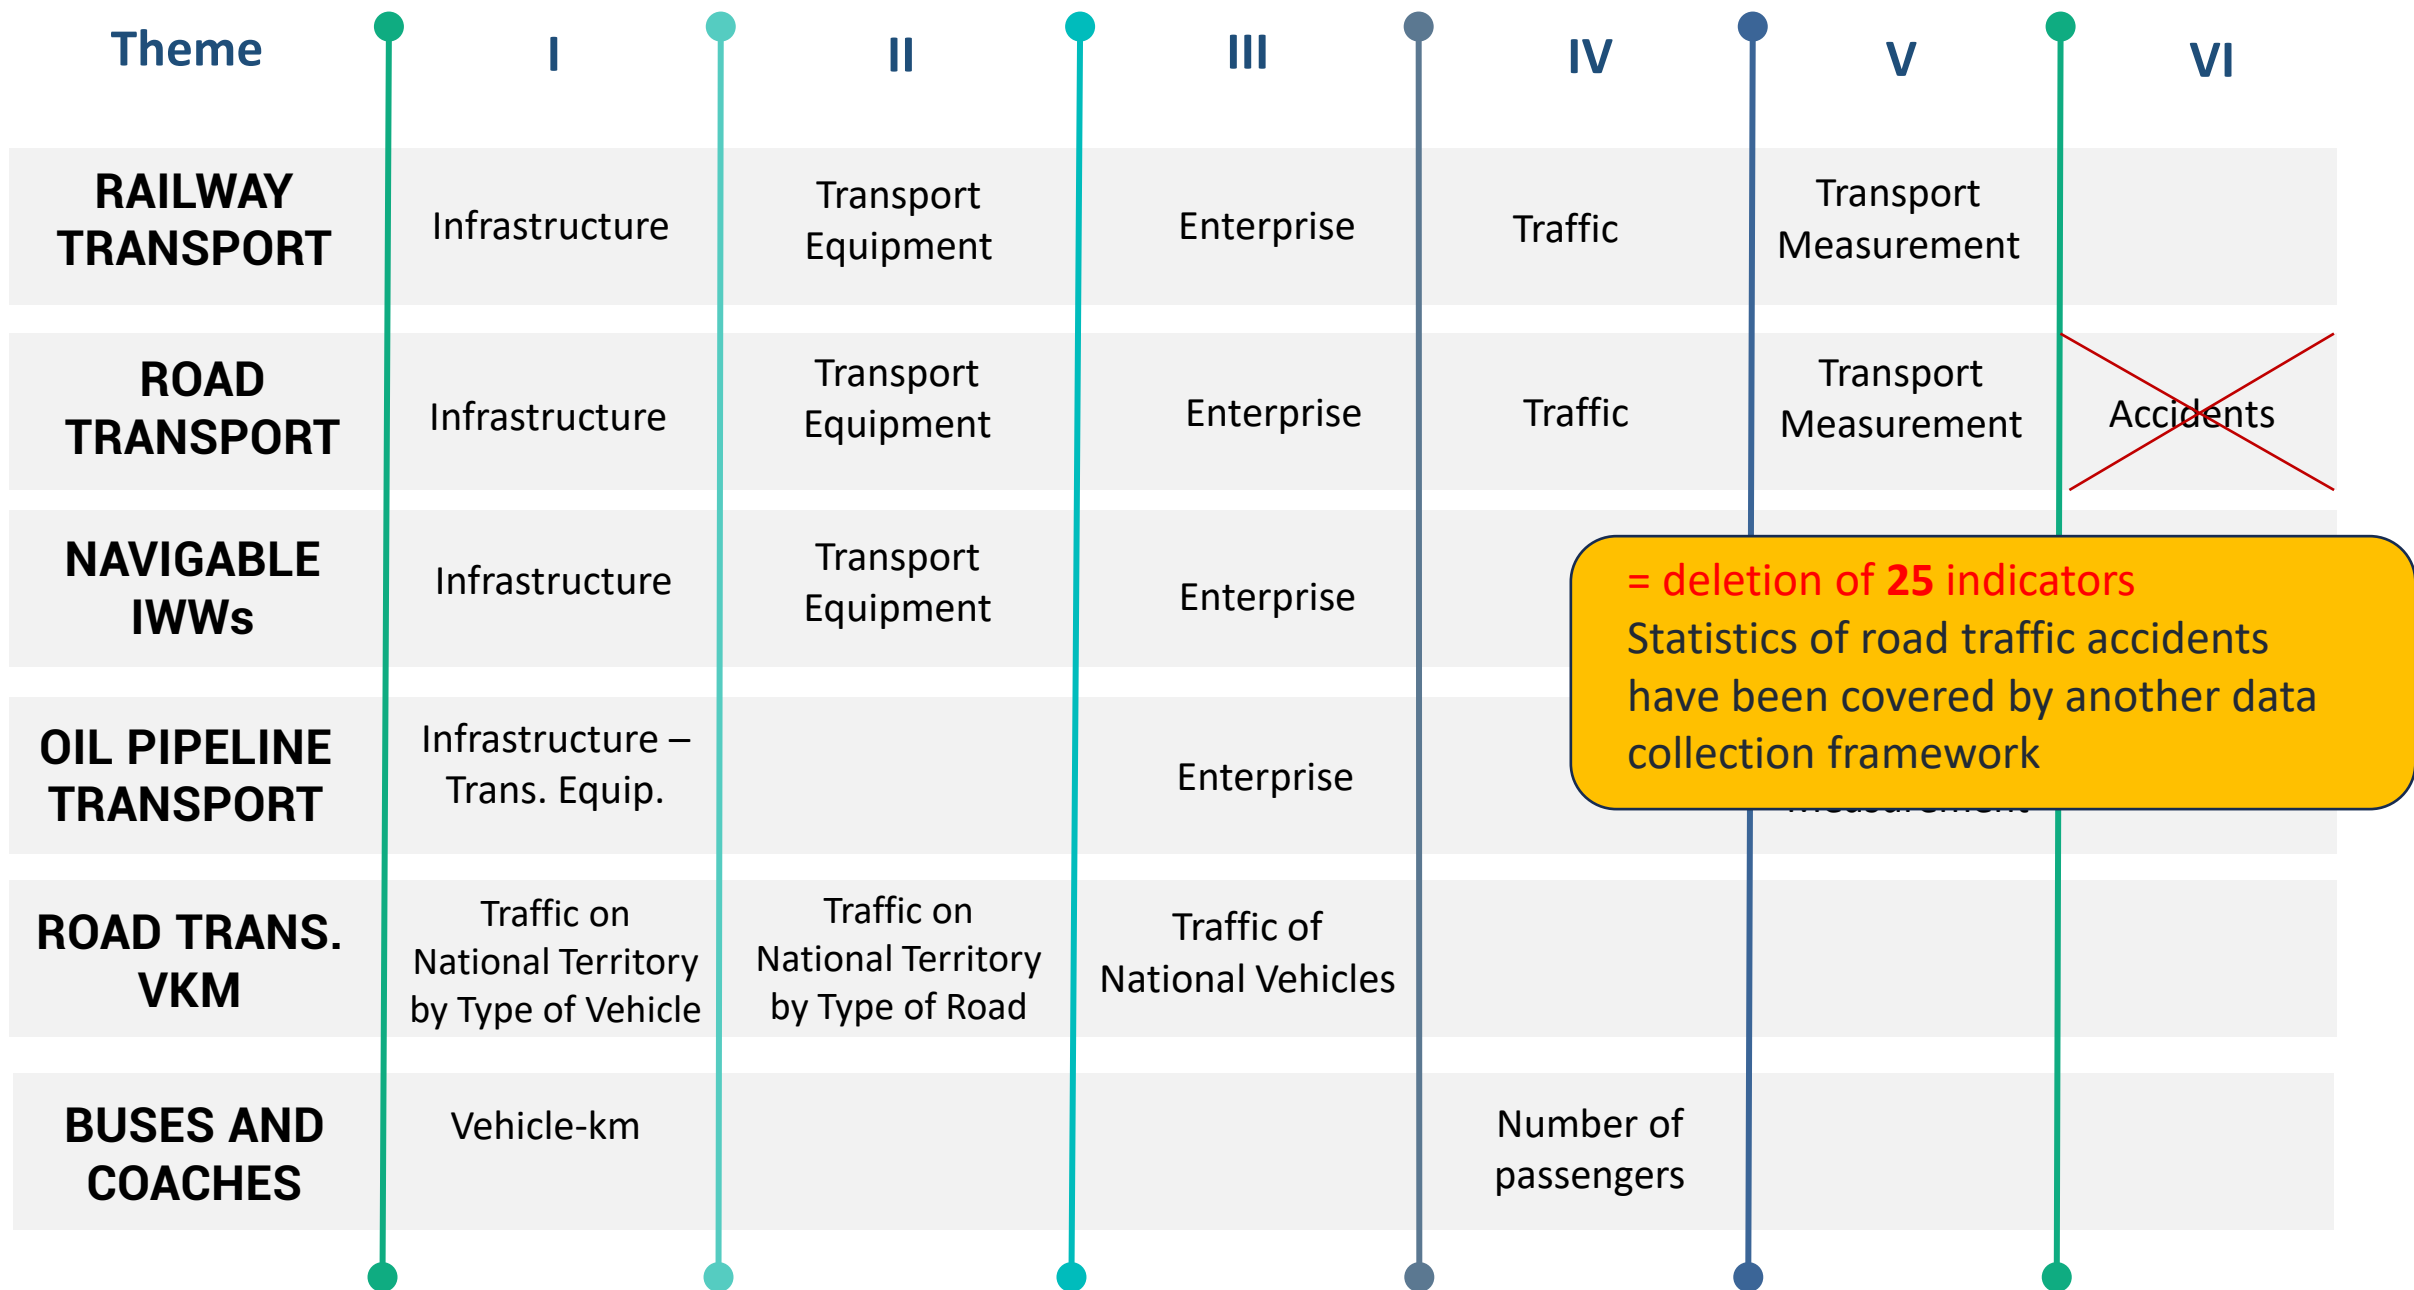 Theme
I
II
III
IV
V
VI
RAILWAY
TRANSPORT
Infrastructure
Transport
Equipment
Enterprise
Traffic
Transport
Measurement
ROAD
TRANSPORT
Infrastructure
Transport
Equipment
Enterprise
Traffic
Transport
Measurement
Accidents
NAVIGABLE
IWWs
Infrastructure
Transport
Equipment
Enterprise
= deletion of 25 indicators
Statistics of road traffic accidents
have been covered by another data
collection framework
OIL PIPELINE
TRANSPORT
Infrastructure –
Trans. Equip.
Enterprise
ROAD TRANS.
VKM
Traffic on
National Territory
by Type of Vehicle
Traffic on
National Territory
by Type of Road
Traffic of
National Vehicles
BUSES AND
COACHES
Vehicle-km
Number of
passengers